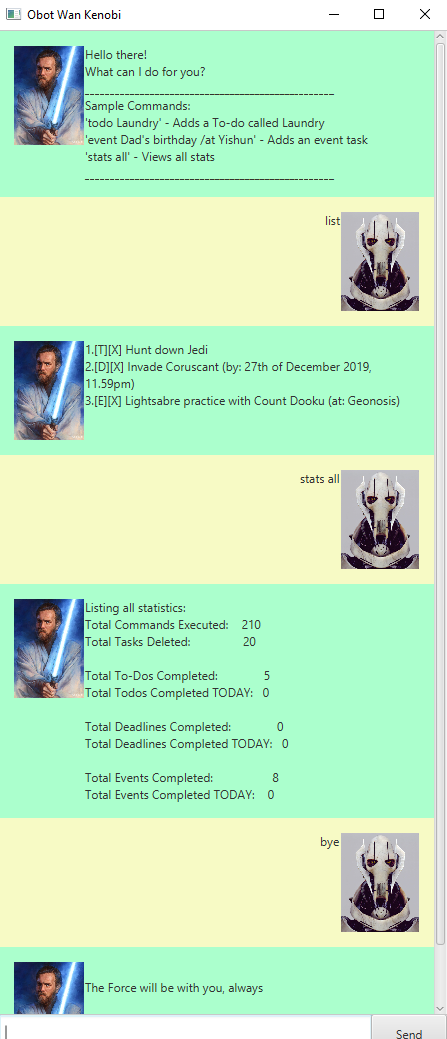 Obot Wan Kenobi
Hello there!
What can I do for you?
__________________________________________________
Sample Commands:
'todo Laundry' - Adds a To-do called Laundry
'event Dad's birthday /at Yishun' - Adds an event task
'stats all' - Views all stats
__________________________________________________
list
1.[T][X] Hunt down Jedi
2.[D][X] Invade Coruscant (by: 27th of December 2019,
11.59pm)
3.[E][X] Lightsabre practice with Count Dooku (at: Geonosis)
stats all
Listing all statistics:
Total Commands Executed: 210
Total Tasks Deleted: 20
Total To-Dos Completed: 5
Total Todos Completed TODAY: 0
Total Deadlines Completed: 0
Total Deadlines Completed TODAY: 0
Total Events Completed: 8
Total Events Completed TODAY: 0
bye
The Force will be with you, always
Send